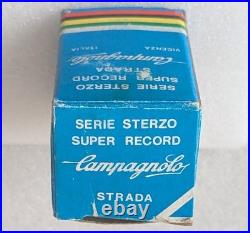 VICENZA ITALIA
Campagnolo
STRADA
SUPER RECORD
SERIE STERZO
SERIE STERZO
SUPER RECORD
Campagnolo
STRADA